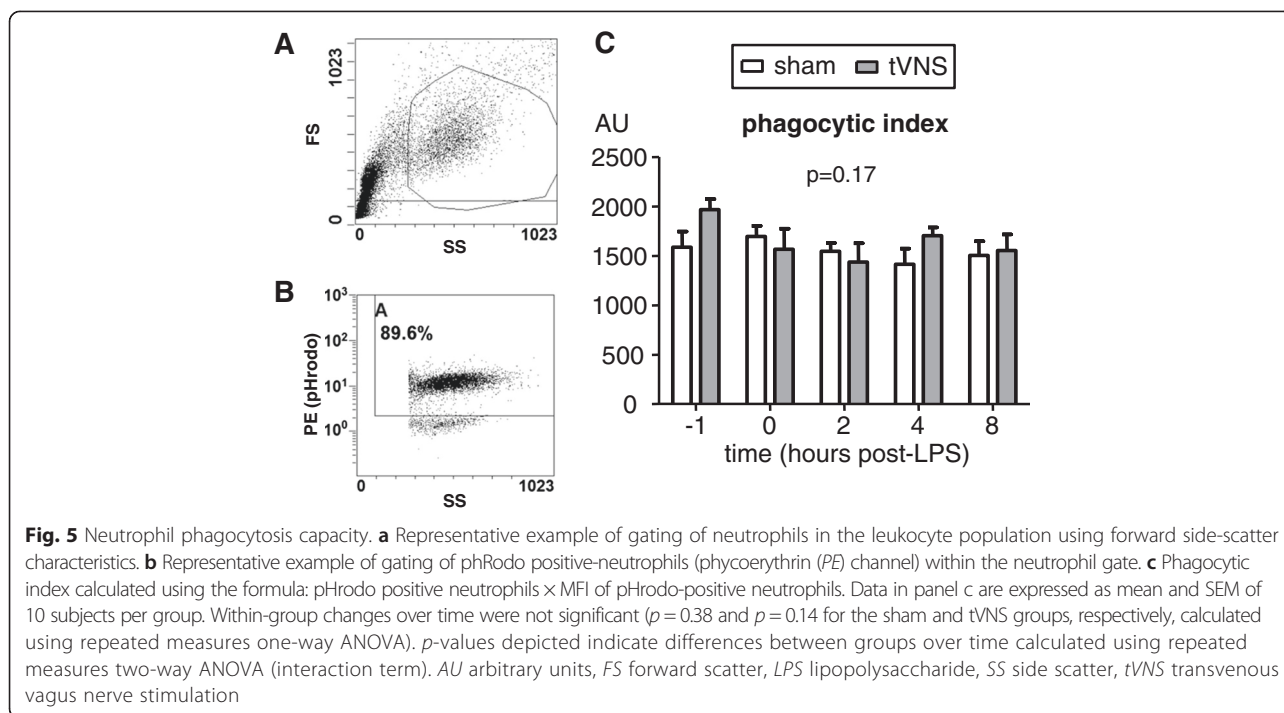 A
1023
FS
0
0
SS
1023
B
10³
10²
10¹
10⁰
PE (pHrodo)
A
89.6%
0
SS
1023
C
sham tVNS
AU
phagocytic index
p=0.17
2500
2000
1500
1000
500
0
-1 0 2 4 8
time (hours post-LPS)
Fig. 5 Neutrophil phagocytosis capacity. a Representative example of gating of neutrophils in the leukocyte population using forward side-scatter
characteristics. b Representative example of gating of phRodo positive-neutrophils (phycoerythrin (PE) channel) within the neutrophil gate. c Phagocytic
index calculated using the formula: pHrodo positive neutrophils × MFI of pHrodo-positive neutrophils. Data in panel c are expressed as mean and SEM of
10 subjects per group. Within-group changes over time were not significant (p = 0.38 and p = 0.14 for the sham and tVNS groups, respectively, calculated
using repeated measures one-way ANOVA). p-values depicted indicate differences between groups over time calculated using repeated
measures two-way ANOVA (interaction term). AU arbitrary units, FS forward scatter, LPS lipopolysaccharide, SS side scatter, tVNS transvenous
vagus nerve stimulation